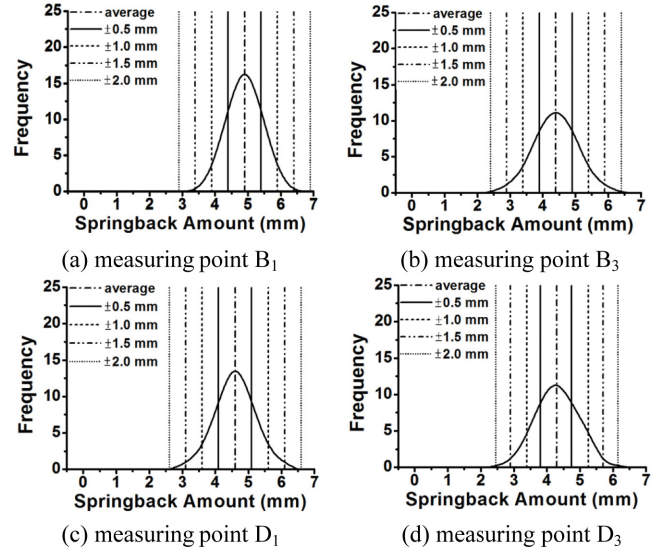 25
20
15
10
5
0
Frequency
average
±0.5 mm
±1.0 mm
±1.5 mm
±2.0 mm
0 1 2 3 4 5 6 7
Springback Amount (mm)
(a) measuring point B₁
25
20
15
10
5
0
Frequency
average
±0.5 mm
±1.0 mm
±1.5 mm
±2.0 mm
0 1 2 3 4 5 6 7
Springback Amount (mm)
(b) measuring point B₃
25
20
15
10
5
0
Frequency
average
±0.5 mm
±1.0 mm
±1.5 mm
±2.0 mm
0 1 2 3 4 5 6 7
Springback Amount (mm)
(c) measuring point D₁
25
20
15
10
5
0
Frequency
average
±0.5 mm
±1.0 mm
±1.5 mm
±2.0 mm
0 1 2 3 4 5 6 7
Springback Amount (mm)
(d) measuring point D₃